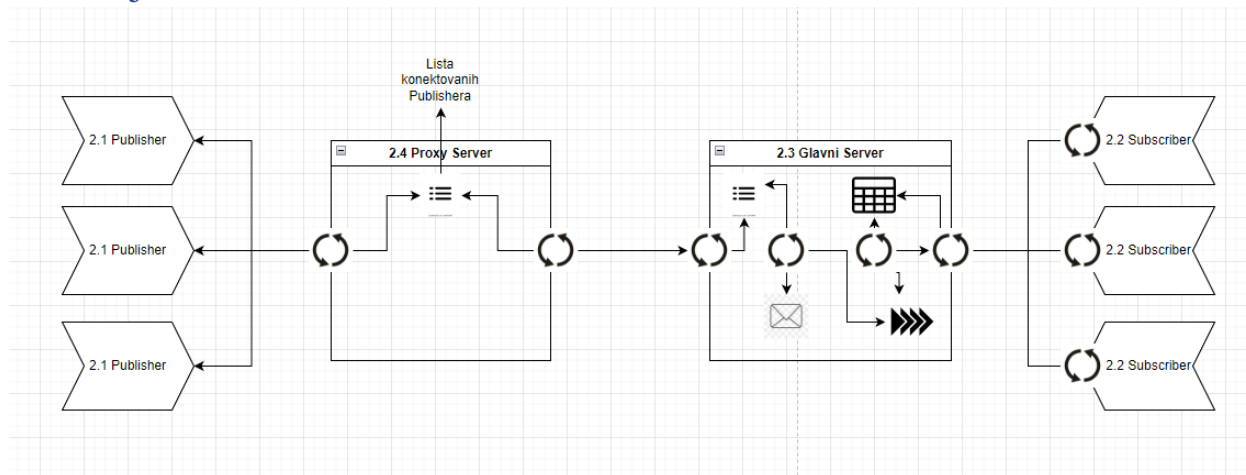 Lista
konektovanih
Publishera
2.1 Publisher
2.4 Proxy Server
2.3 Glavni Server
2.2 Subscriber
2.1 Publisher
2.2 Subscriber
2.1 Publisher
2.2 Subscriber